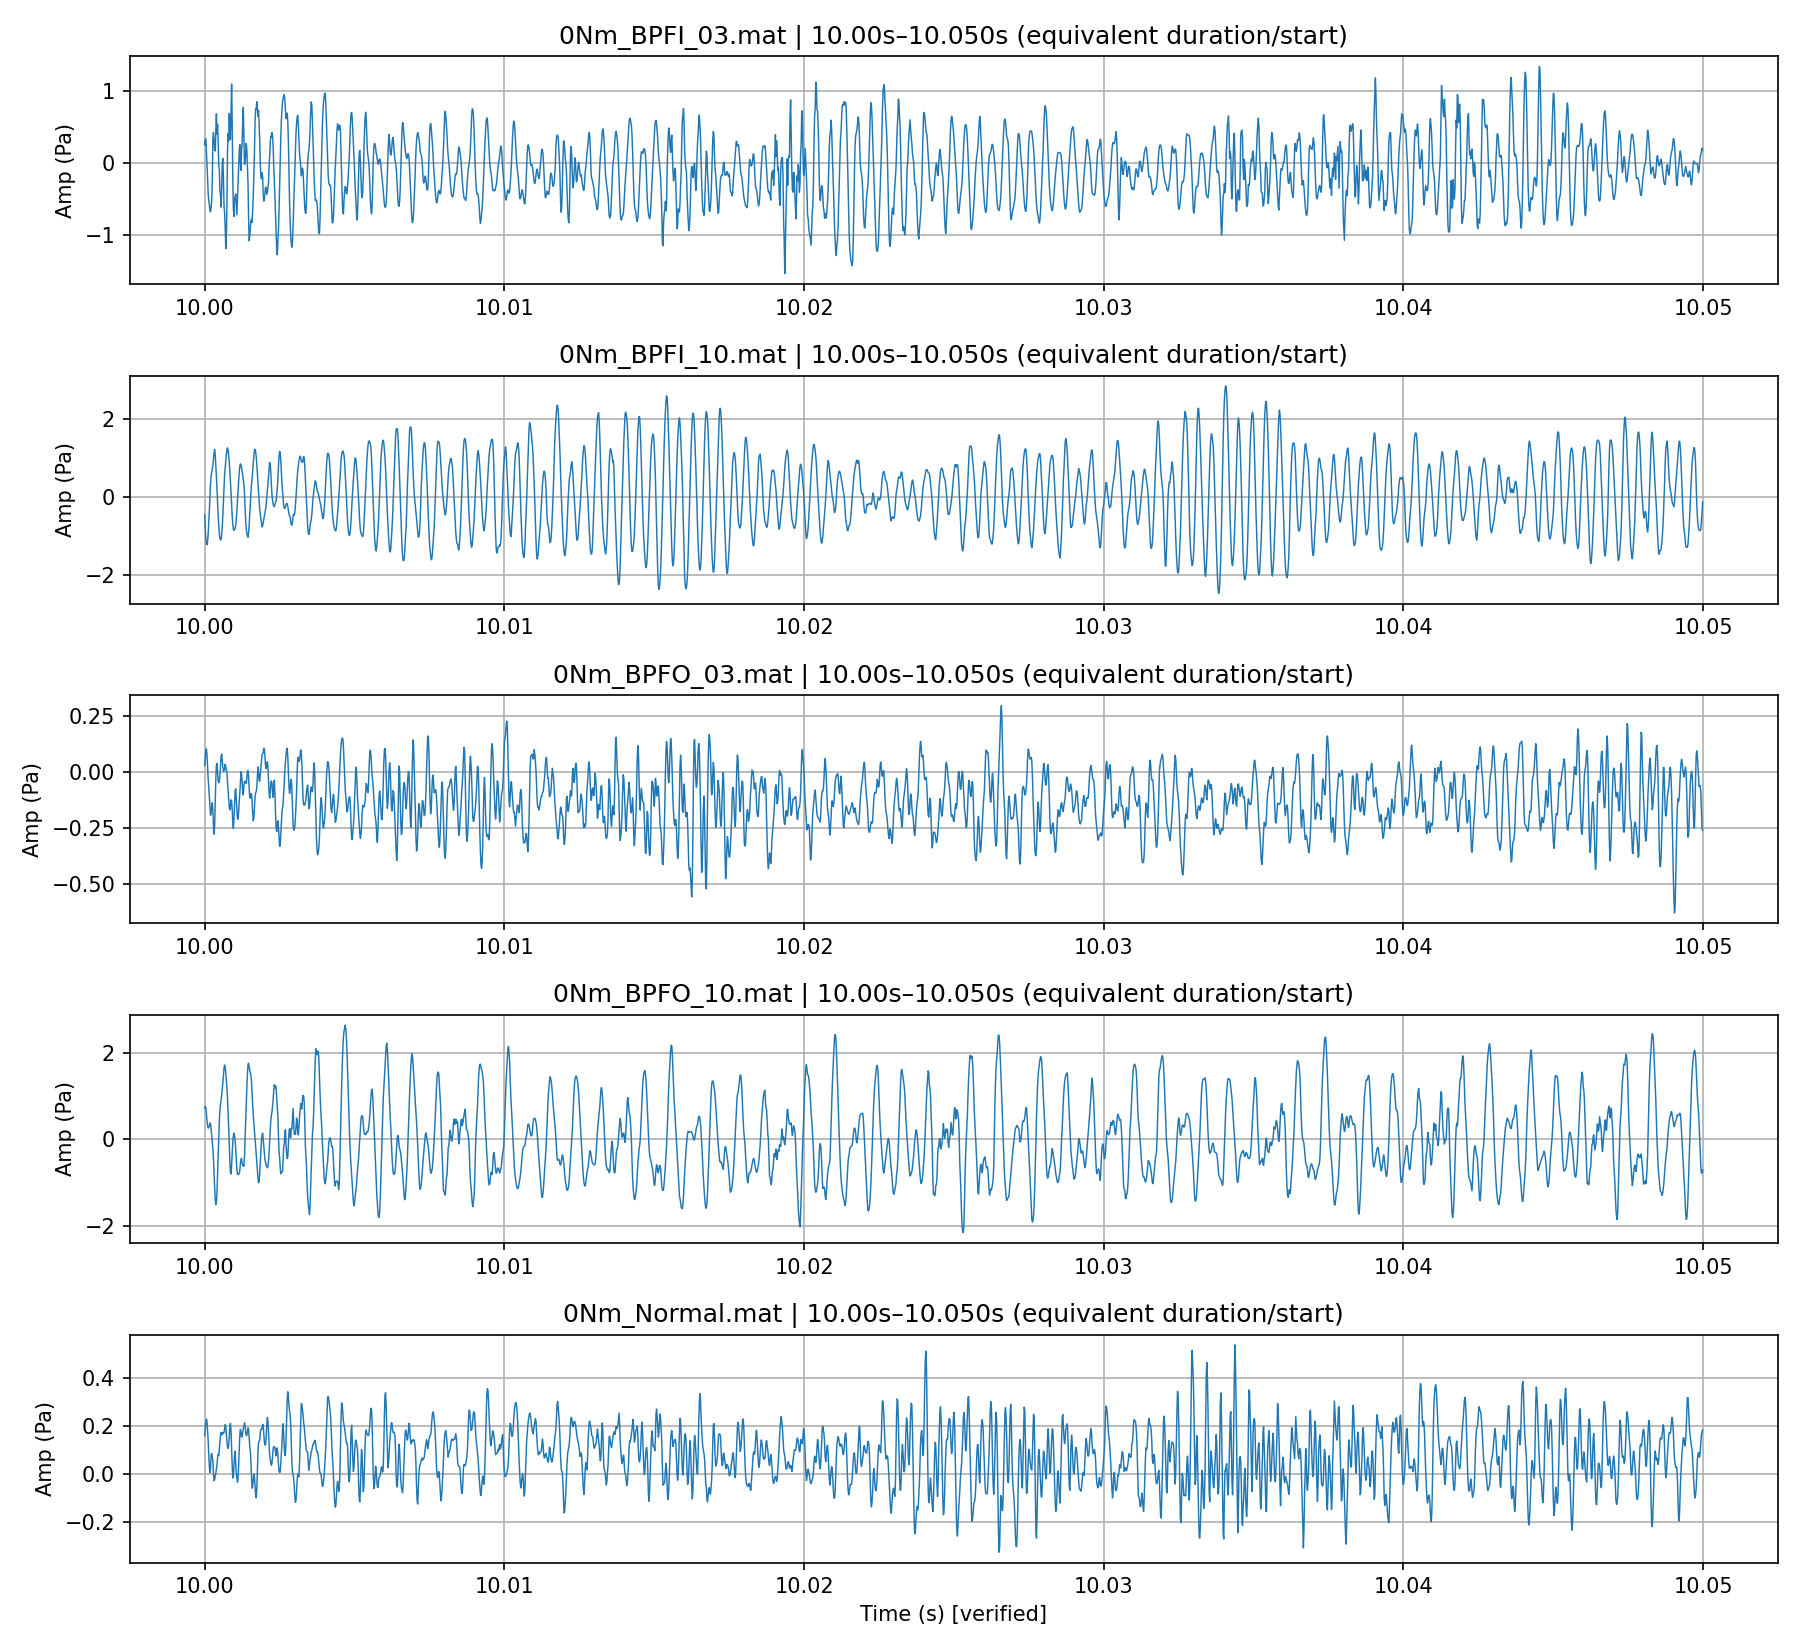 0Nm_BPFI_03.mat | 10.00s–10.050s (equivalent duration/start)
Amp (Pa)
1
0
−1
10.00 10.01 10.02 10.03 10.04 10.05
0Nm_BPFI_10.mat | 10.00s–10.050s (equivalent duration/start)
Amp (Pa)
2
0
−2
10.00 10.01 10.02 10.03 10.04 10.05
0Nm_BPFO_03.mat | 10.00s–10.050s (equivalent duration/start)
Amp (Pa)
0.25
0.00
−0.25
−0.50
10.00 10.01 10.02 10.03 10.04 10.05
0Nm_BPFO_10.mat | 10.00s–10.050s (equivalent duration/start)
Amp (Pa)
2
0
−2
10.00 10.01 10.02 10.03 10.04 10.05
0Nm_Normal.mat | 10.00s–10.050s (equivalent duration/start)
Amp (Pa)
0.4
0.2
0.0
−0.2
10.00 10.01 10.02 10.03 10.04 10.05
Time (s) [verified]